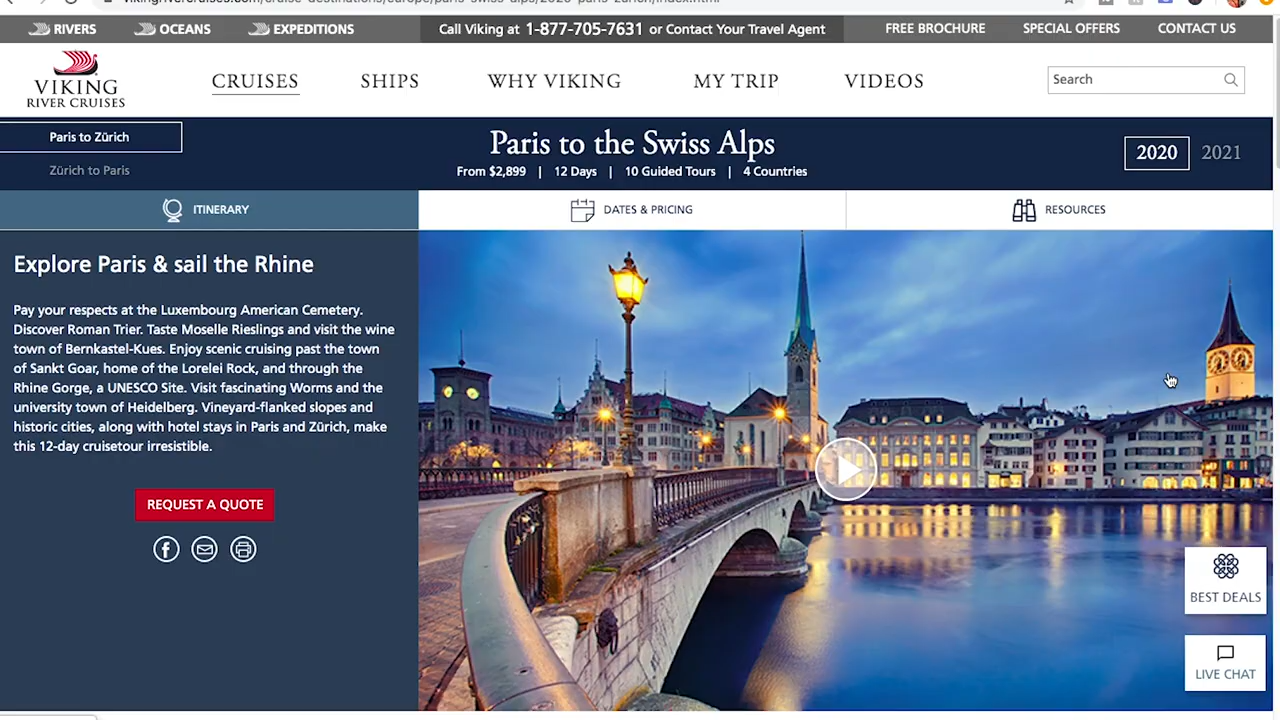 RIVERS OCEANS EXPEDITIONS Call Viking at 1-877-705-7631 or Contact Your Travel Agent FREE BROCHURE SPECIAL OFFERS CONTACT US
VIKING
RIVER CRUISES
CRUISES SHIPS WHY VIKING MY TRIP VIDEOS Search
Paris to Zürich
Zürich to Paris
Paris to the Swiss Alps
From $2,899 | 12 Days | 10 Guided Tours | 4 Countries
2020 2021
ITINERARY DATES & PRICING RESOURCES
Explore Paris & sail the Rhine
Pay your respects at the Luxembourg American Cemetery.
Discover Roman Trier. Taste Moselle Rieslings and visit the wine
town of Bernkastel-Kues. Enjoy scenic cruising past the town
of Sankt Goar, home of the Lorelei Rock, and through the
Rhine Gorge, a UNESCO Site. Visit fascinating Worms and the
university town of Heidelberg. Vineyard-flanked slopes and
historic cities, along with hotel stays in Paris and Zürich, make
this 12-day cruisetour irresistible.
REQUEST A QUOTE
BEST DEALS
LIVE CHAT